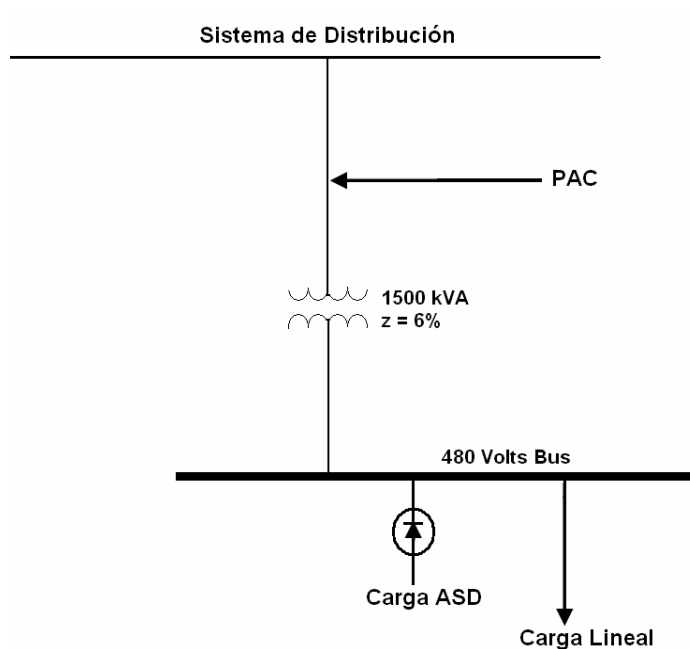 Sistema de Distribución
PAC
1500 kVA
z = 6%
480 Volts Bus
Carga ASD
Carga Lineal